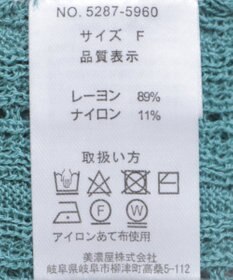 NO. 5287-5960
サイズ F
品質表示
レーヨン 89%
ナイロン 11%
取扱い方
F W
アイロンあて布使用
美濃屋株式会社
岐阜県岐阜市柳津町高桑5-112